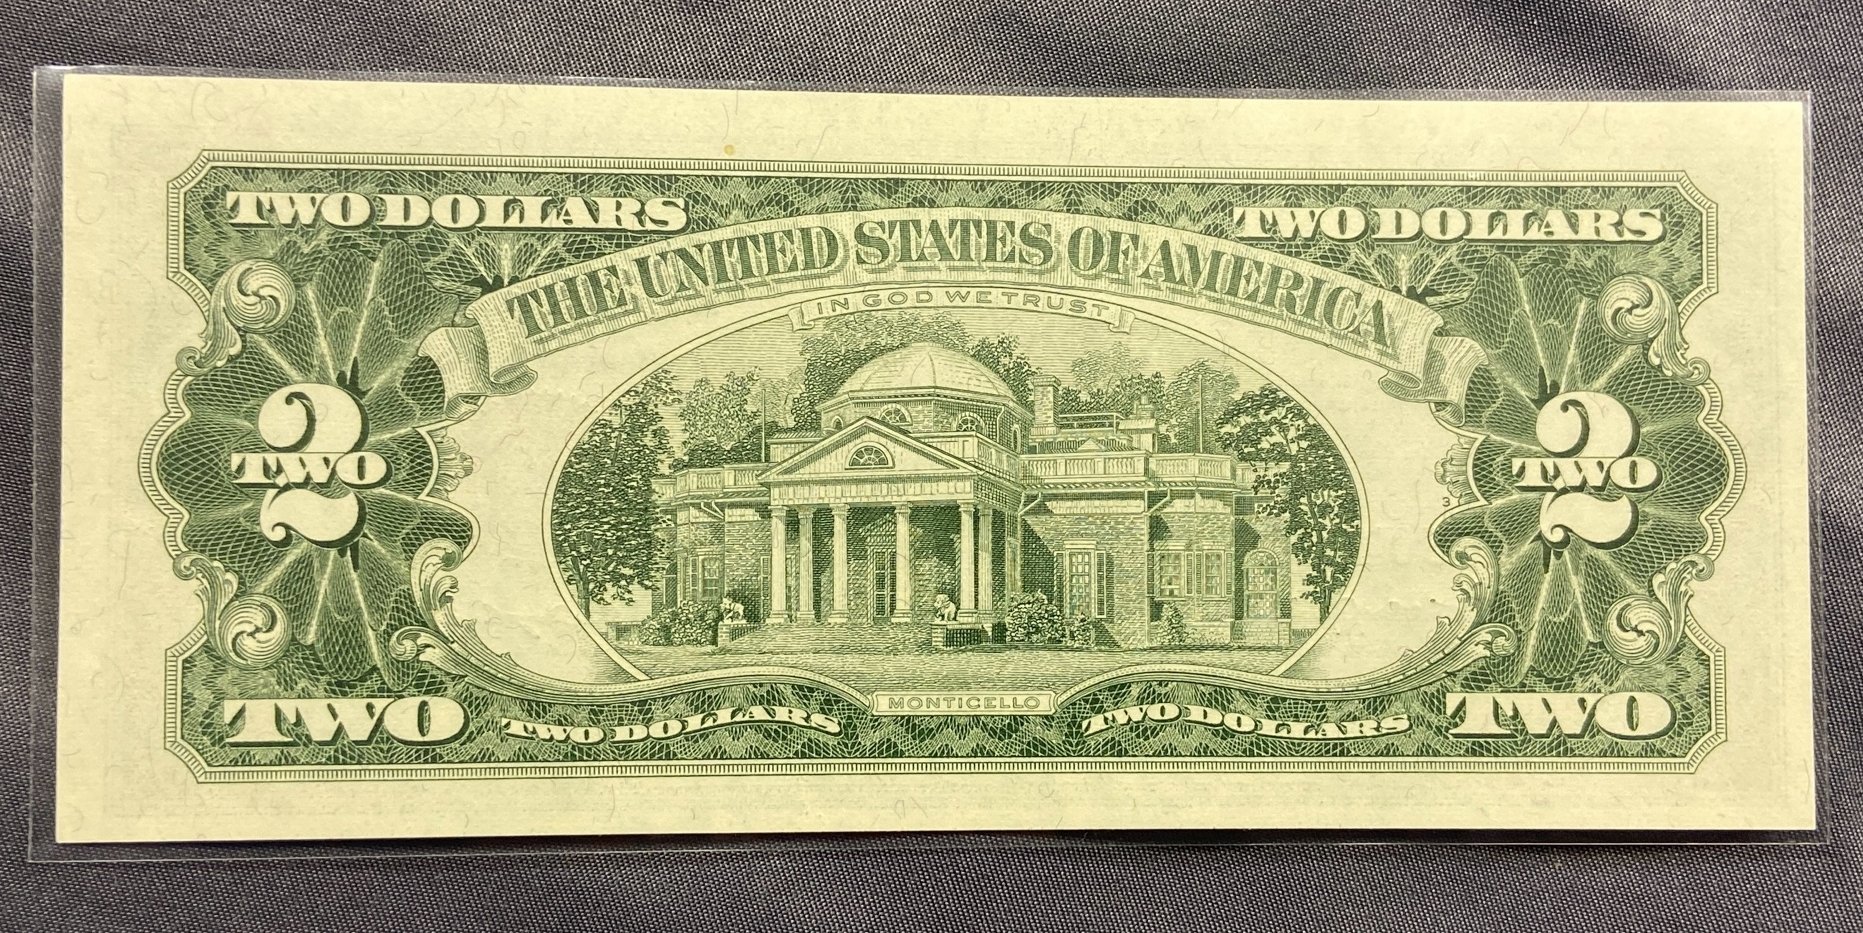 TWO DOLLARS
TWO DOLLARS
THE UNITED STATES OF AMERICA
IN GOD WE TRUST
2
TWO
2
TWO
3
MONTICELLO
TWO
TWO DOLLARS
TWO DOLLARS
TWO